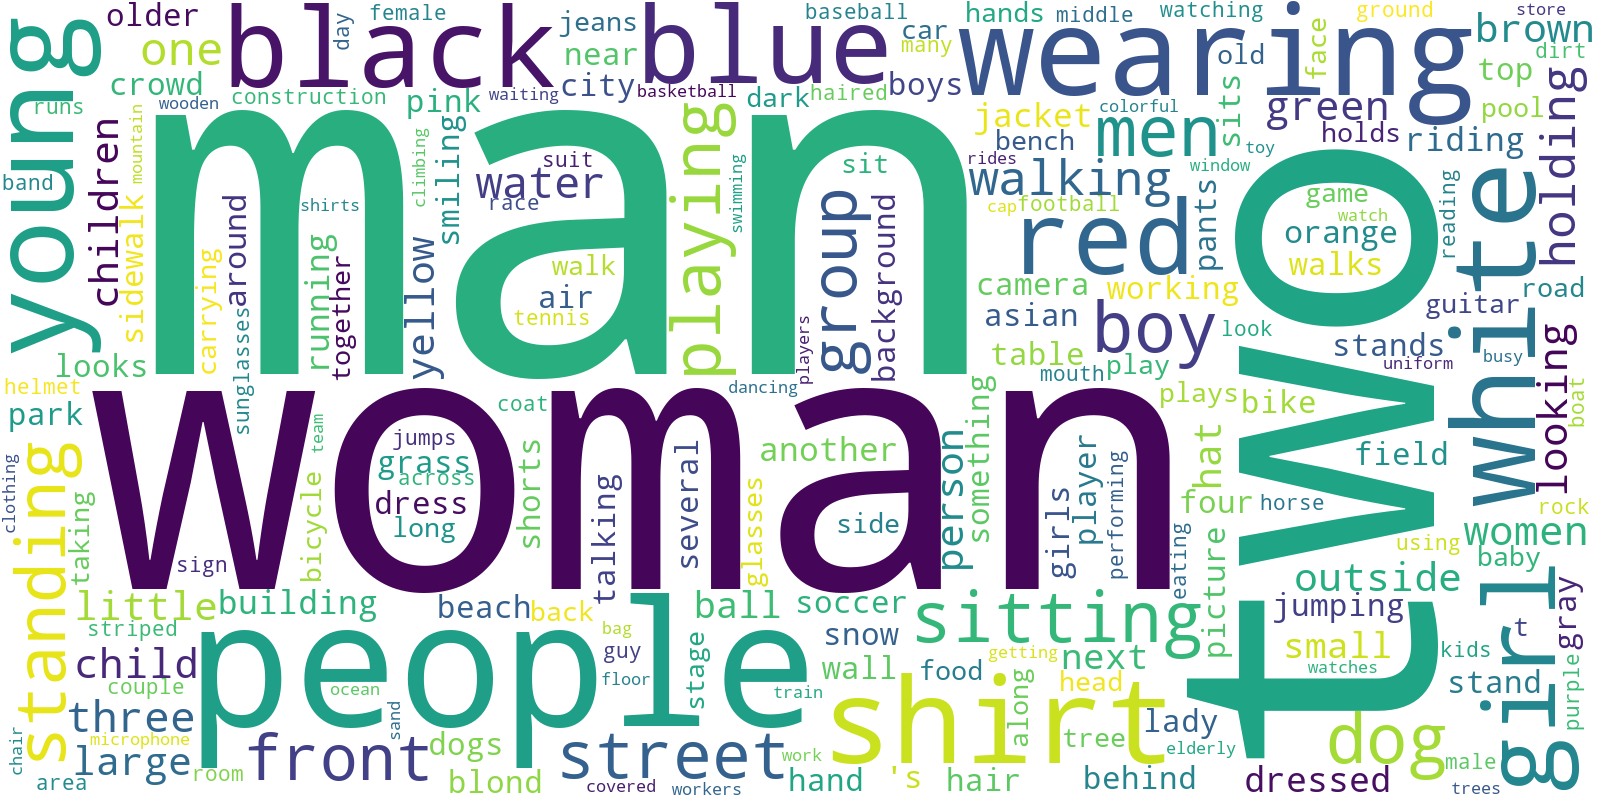 older
female
jeans
baseball
hands
middle
watching
ground
store
young
one
black
day
near
blue
car
many
wearing
old
face
brown
dirt
crowd
construction
pink
city
boys
dark
haired
jacket
colorful
sits
green
top
pool
runs
wooden
waiting
basketball
man
playing
men
bench
holds
riding
holding
children
mountain
climbing
smiling
suit
water
race
sit
swimming
rides
walking
window
toy
band
sidewalk
shirts
around
group
background
cap
football
red
pants
two
game
watch
orange
walks
reading
white
carrying
running
together
yellow
walk
air
tennis
camera
working
asian
guitar
road
looks
sunglasses
players
table
boy
play
look
stands
uniform
busy
looking
helmet
park
woman
coat
dancing
mouth
plays
bike
boat
standing
team
jumps
grass
across
dress
long
shorts
another
person
something
hat
field
clothing
taking
bicycle
sign
talking
several
glasses
side
girls
player
performing
four
horse
rock
women
using
baby
eating
picture
outside
little
building
beach
back
ball
soccer
sitting
jumping
t
gray
girl
striped
people
bag
guy
stage
snow
wall
food
getting
next
small
watches
kids
child
couple
ocean
floor
train
shirt
head
along
stand
purple
three
sand
lady
dog
chair
microphone
large
front
dogs
street
work
tree
elderly
male
area
room
blond
covered
workers
hand
's
hair
behind
dressed
trees